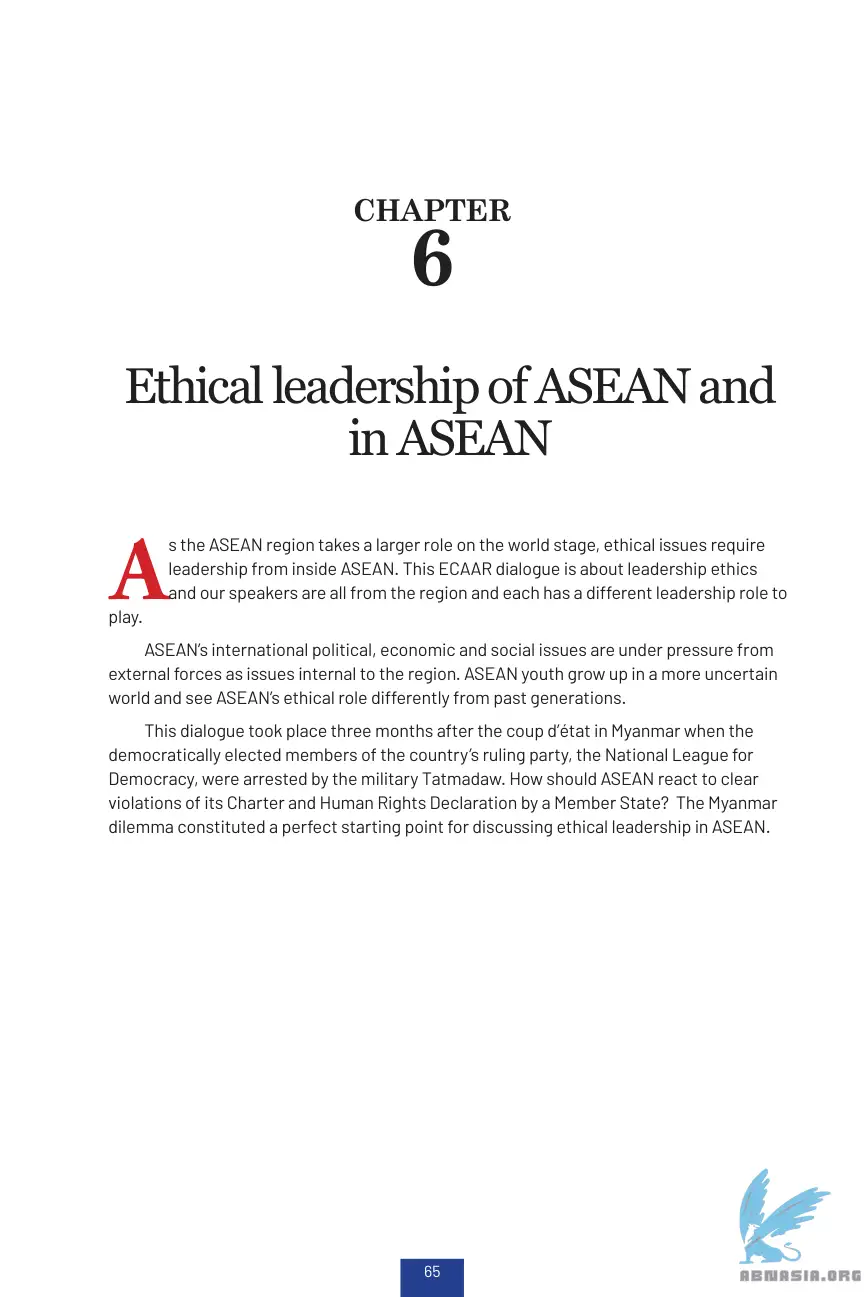 CHAPTER
6
Ethical leadership of ASEAN and
in ASEAN
As the ASEAN region takes a larger role on the world stage, ethical issues require
leadership from inside ASEAN. This ECAAR dialogue is about leadership ethics
and our speakers are all from the region and each has a different leadership role to
play.
ASEAN’s international political, economic and social issues are under pressure from
external forces as issues internal to the region. ASEAN youth grow up in a more uncertain
world and see ASEAN’s ethical role differently from past generations.
This dialogue took place three months after the coup d’état in Myanmar when the
democratically elected members of the country’s ruling party, the National League for
Democracy, were arrested by the military Tatmadaw. How should ASEAN react to clear
violations of its Charter and Human Rights Declaration by a Member State?  The Myanmar
dilemma constituted a perfect starting point for discussing ethical leadership in ASEAN.
65
ABNASIA.ORG